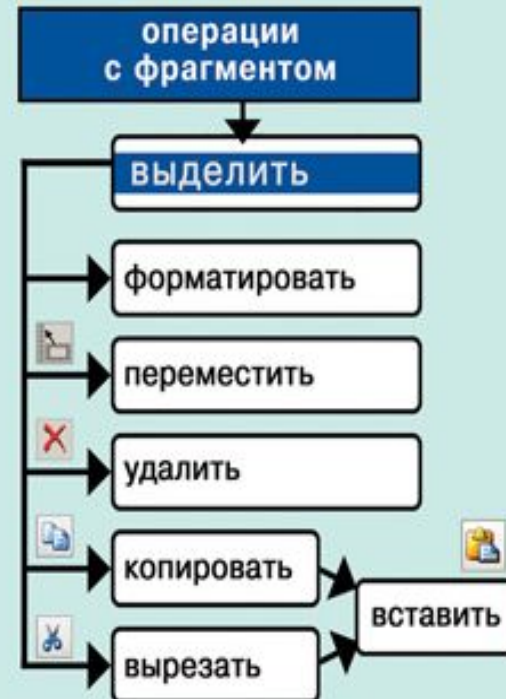 операции
с фрагментом
выделить
форматировать
переместить
удалить
копировать
вставить
вырезать